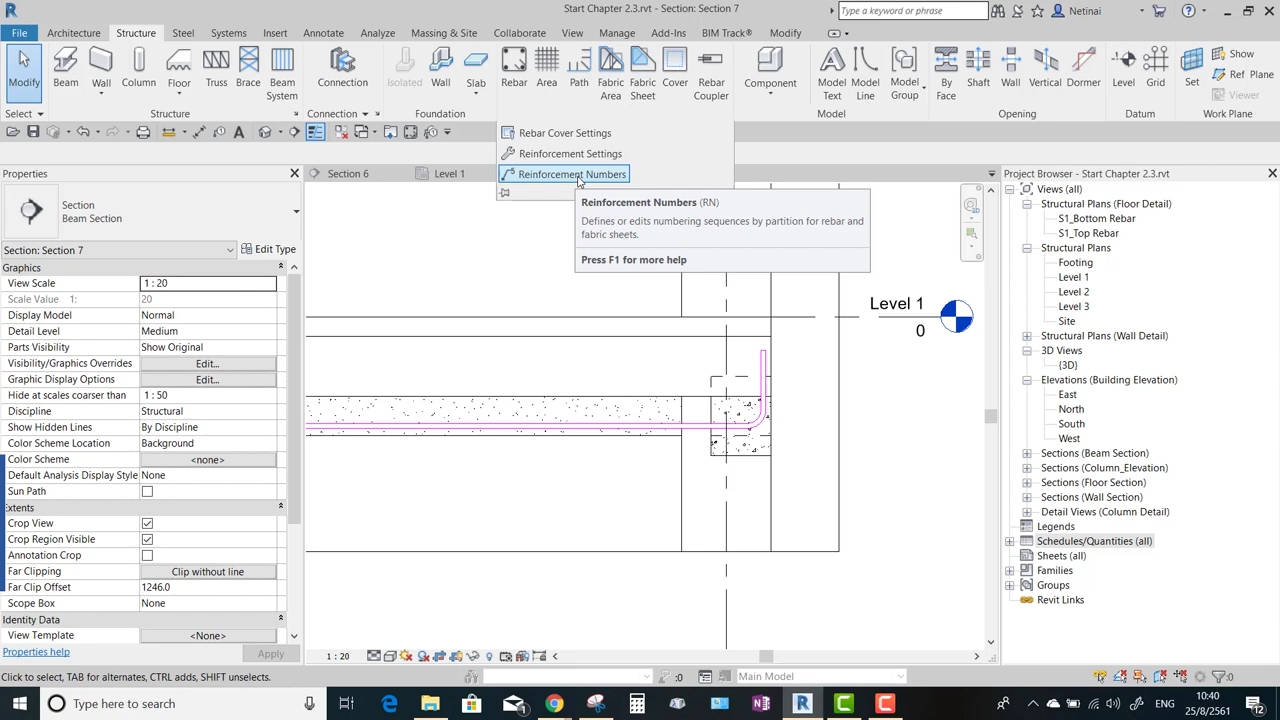 Start Chapter 2.3.rvt - Section: Section 7
Type a keyword or phrase
Netinai
File
Architecture
Structure
Steel
Systems
Insert
Annotate
Analyze
Massing & Site
Collaborate
View
Manage
Add-Ins
BIM Track®
Modify
Modify
Beam
Wall
Column
Floor
Truss
Brace
Beam
System
Connection
Isolated
Wall
Slab
Rebar
Area
Path
Fabric
Area
Fabric
Sheet
Cover
Rebar
Coupler
Component
Model
Text
Model
Line
Model
Group
By
Face
Shaft
Wall
Vertical
Dormer
Level
Grid
Set
Show
Ref Plane
Viewer
Select
Structure
Connection
Foundation
Model
Opening
Datum
Work Plane
Rebar Cover Settings
Reinforcement Settings
Reinforcement Numbers
Reinforcement Numbers (RN)
Defines or edits numbering sequences by partition for rebar and
fabric sheets.
Press F1 for more help
Properties
Section 6
Level 1
Section
Beam Section
Section: Section 7
Edit Type
Graphics
View Scale
1 : 20
Scale Value    1:
20
Display Model
Normal
Detail Level
Medium
Parts Visibility
Show Original
Visibility/Graphics Overrides
Edit...
Graphic Display Options
Edit...
Hide at scales coarser than
1 : 50
Discipline
Structural
Show Hidden Lines
By Discipline
Color Scheme Location
Background
Color Scheme
<none>
Default Analysis Display Style
None
Sun Path
Extents
Crop View
Crop Region Visible
Annotation Crop
Far Clipping
Clip without line
Far Clip Offset
1246.0
Scope Box
None
Identity Data
View Template
<None>
Properties help
Apply
Level 1
0
Project Browser - Start Chapter 2.3.rvt
Views (all)
Structural Plans (Floor Detail)
S1_Bottom Rebar
S1_Top Rebar
Structural Plans
Footing
Level 1
Level 2
Level 3
Site
Structural Plans (Wall Detail)
3D Views
{3D}
Elevations (Building Elevation)
East
North
South
West
Sections (Beam Section)
Sections (Column_Elevation)
Sections (Floor Section)
Sections (Wall Section)
Detail Views (Column Detail)
Legends
Schedules/Quantities (all)
Sheets (all)
Families
Groups
Revit Links
1 : 20
Click to select, TAB for alternates, CTRL adds, SHIFT unselects.
:0
Main Model
:0
Type here to search
10:40
25/8/2561